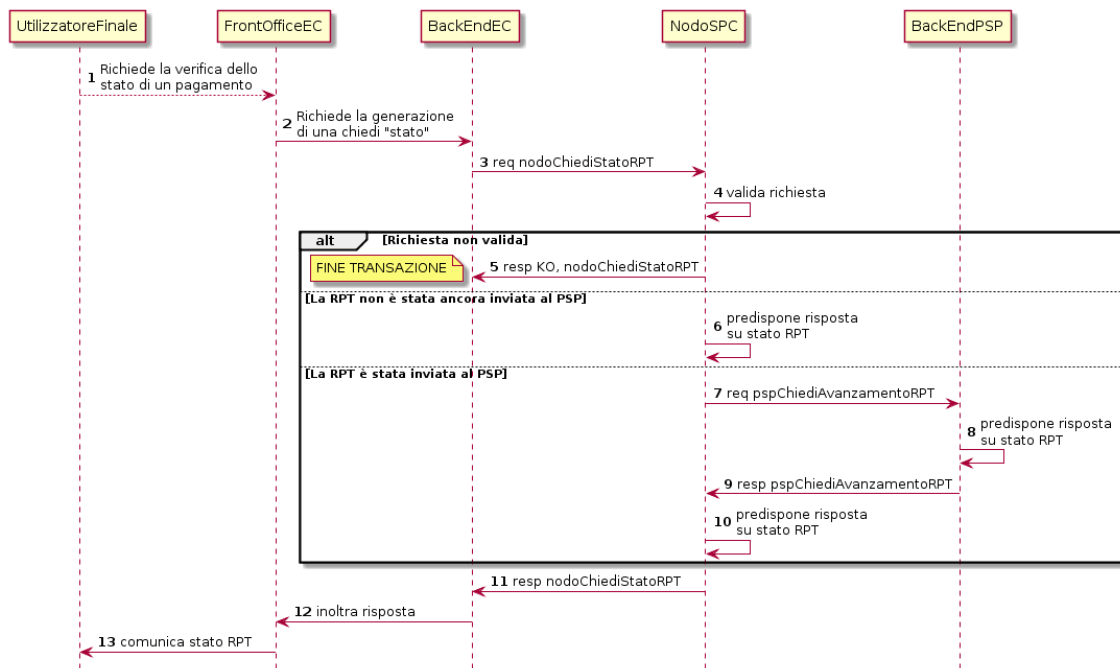 UtilizzatoreFinale
FrontOfficeEC
BackEndEC
NodoSPC
BackEndPSP
1 Richiede la verifica dello
stato di un pagamento
2 Richiede la generazione
di una chiedi "stato"
3 req nodoChiediStatoRPT
4 valida richiesta
alt [Richiesta non valida]
FINE TRANSAZIONE
5 resp KO, nodoChiediStatoRPT
[La RPT non è stata ancora inviata al PSP]
6 predispone risposta
su stato RPT
[La RPT è stata inviata al PSP]
7 req pspChiediAvanzamentoRPT
8 predispone risposta
su stato RPT
9 resp pspChiediAvanzamentoRPT
10 predispone risposta
su stato RPT
11 resp nodoChiediStatoRPT
12 inoltra risposta
13 comunica stato RPT